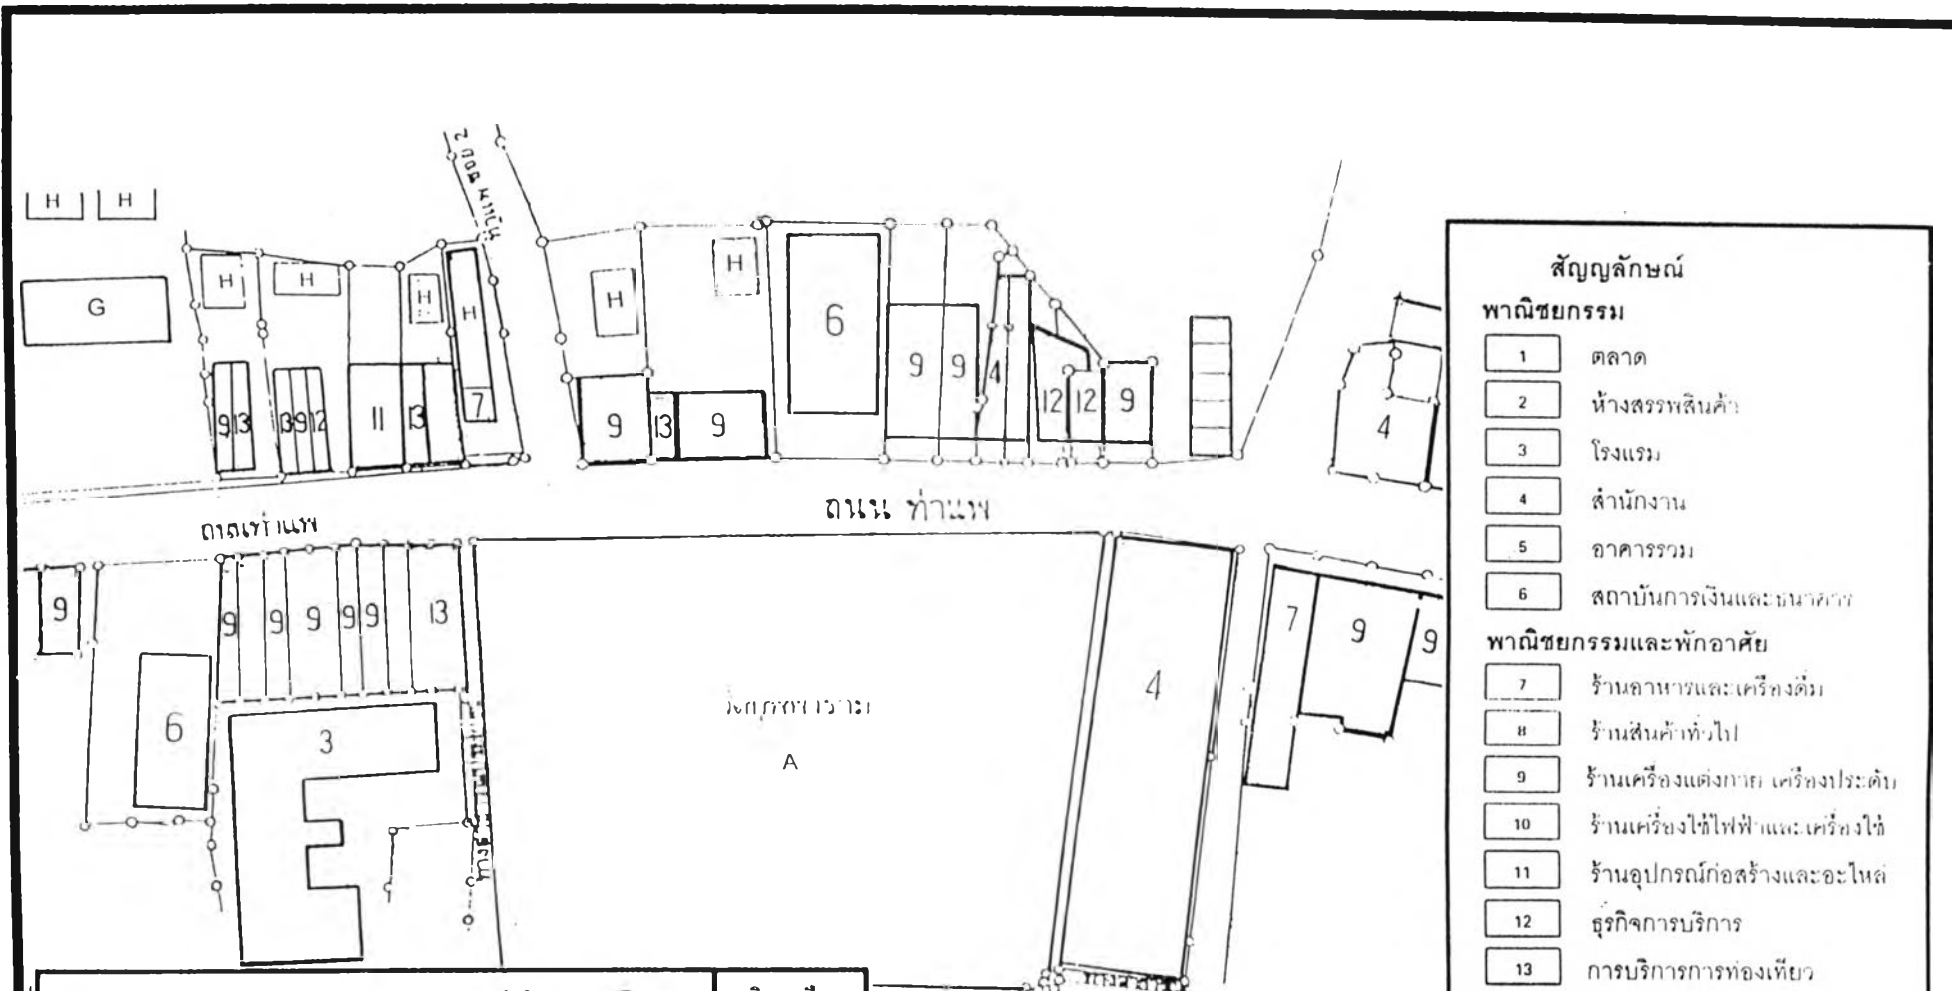 H H
G
H H H H
9 13 13 9 12 11 13 7
H H
9 13 9
6
9 9 4 12 12 9
4
ถนนท่าแพ
ถนน ท่าแพ
9
6
9 9 9 9 9 13
3
A
4
7 9 9
สัญญลักษณ์
พาณิชยกรรม
1 ตลาด
2 ห้างสรรพสินค้า
3 โรงแรม
4 สำนักงาน
5 อาคารรวม
6 สถาบันการเงินและธนาคาร
พาณิชยกรรมและพักอาศัย
7 ร้านอาหารและเครื่องดื่ม
8 ร้านสินค้าทั่วไป
9 ร้านเครื่องแต่งกาย เครื่องประดับ
10 ร้านเครื่องใช้ไฟฟ้าและเครื่องใช้
11 ร้านอุปกรณ์ก่อสร้างและอะไหล่
12 ธุรกิจการบริการ
13 การบริการการท่องเที่ยว